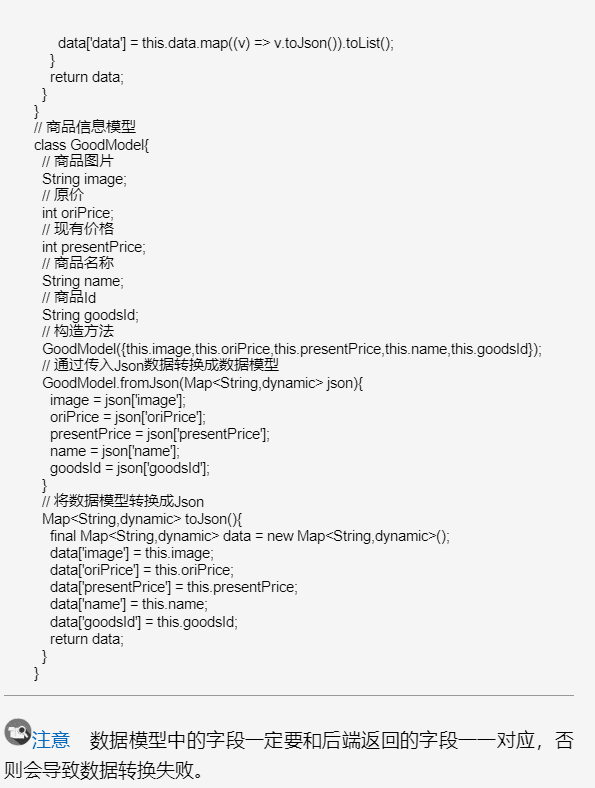 data['data'] = this.data.map((v) => v.toJson()).toList();
}
return data;
}
}
// 商品信息模型
class GoodModel{
// 商品图片
String image;
// 原价
int oriPrice;
// 现有价格
int presentPrice;
// 商品名称
String name;
// 商品Id
String goodsId;
// 构造方法
GoodModel({this.image,this.oriPrice,this.presentPrice,this.name,this.goodsId});
// 通过传入Json数据转换成数据模型
GoodModel.fromJson(Map<String,dynamic> json){
image = json['image'];
oriPrice = json['oriPrice'];
presentPrice = json['presentPrice'];
name = json['name'];
goodsId = json['goodsId'];
}
// 将数据模型转换成Json
Map<String,dynamic> toJson(){
final Map<String,dynamic> data = new Map<String,dynamic>();
data['image'] = this.image;
data['oriPrice'] = this.oriPrice;
data['presentPrice'] = this.presentPrice;
data['name'] = this.name;
data['goodsId'] = this.goodsId;
return data;
}
}
注意 数据模型中的字段一定要和后端返回的字段一一对应，否
则会导致数据转换失败。